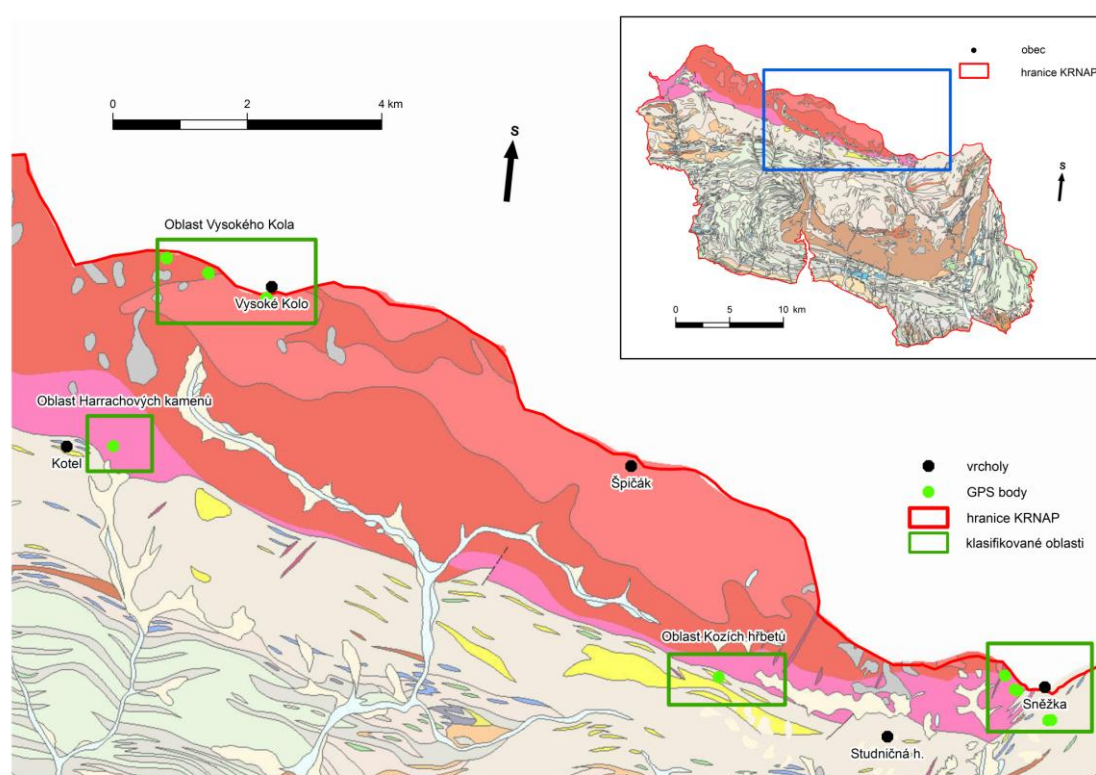 0 2 4 km
S
obec
hranice KRNAP
S
0 5 10 km
Oblast Vysokého Kola
Vysoké Kolo
Oblast Harrachových kamenů
Kotel
Špičák
vrcholy
GPS body
hranice KRNAP
klasifikované oblasti
Oblast Kozích hřbetů
Sněžka
Studničná h.